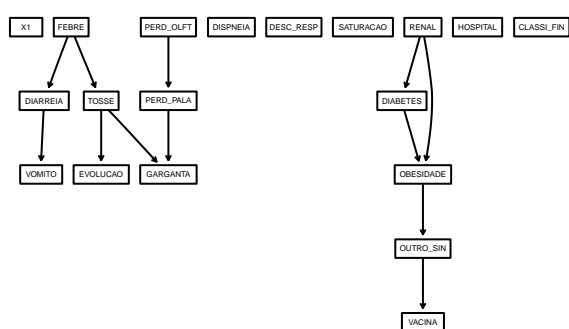 X1
FEBRE
PERD_OLFT
DISPNEIA
DESC_RESP
SATURACAO
RENAL
HOSPITAL
CLASSI_FIN
DIARREIA
TOSSE
PERD_PALA
DIABETES
VOMITO
EVOLUCAO
GARGANTA
OBESIDADE
OUTRO_SIN
VACINA